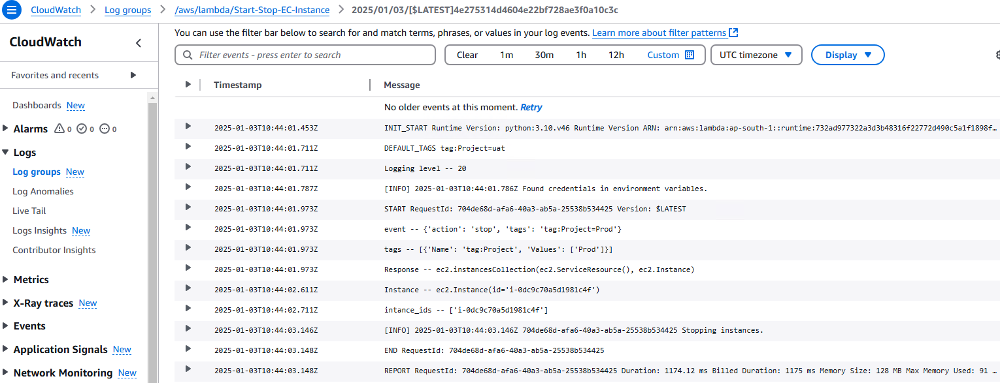 CloudWatch > Log groups > /aws/lambda/Start-Stop-EC-Instance > 2025/01/03/[$LATEST]4e275314d4604e22bf728ae3f0a10c3c
CloudWatch
Favorites and recents
Dashboards New
Alarms 0 0 0
Logs
Log groups New
Log Anomalies
Live Tail
Logs Insights New
Contributor Insights
Metrics
X-Ray traces New
Events
Application Signals New
Network Monitoring New
You can use the filter bar below to search for and match terms, phrases, or values in your log events. Learn more about filter patterns
Filter events - press enter to search Clear 1m 30m 1h 12h Custom UTC timezone Display
Timestamp Message
No older events at this moment. Retry
2025-01-03T10:44:01.453Z INIT_START Runtime Version: python:3.10.v46 Runtime Version ARN: arn:aws:lambda:ap-south-1::runtime:732ad977322a3d3b48316f22772d490c5a1f1898f…
2025-01-03T10:44:01.711Z DEFAULT_TAGS tag:Project=uat
2025-01-03T10:44:01.711Z Logging level -- 20
2025-01-03T10:44:01.787Z [INFO] 2025-01-03T10:44:01.786Z Found credentials in environment variables.
2025-01-03T10:44:01.973Z START RequestId: 704de68d-afa6-40a3-ab5a-25538b534425 Version: $LATEST
2025-01-03T10:44:01.973Z event -- {'action': 'stop', 'tags': 'tag:Project=Prod'}
2025-01-03T10:44:01.973Z tags -- [{'Name': 'tag:Project', 'Values': ['Prod']}]
2025-01-03T10:44:01.973Z Response -- ec2.instancesCollection(ec2.ServiceResource(), ec2.Instance)
2025-01-03T10:44:02.611Z Instance -- ec2.Instance(id='i-0dc9c70a5d1981c4f')
2025-01-03T10:44:02.711Z intance_ids -- ['i-0dc9c70a5d1981c4f']
2025-01-03T10:44:03.146Z [INFO] 2025-01-03T10:44:03.146Z 704de68d-afa6-40a3-ab5a-25538b534425 Stopping instances.
2025-01-03T10:44:03.148Z END RequestId: 704de68d-afa6-40a3-ab5a-25538b534425
2025-01-03T10:44:03.148Z REPORT RequestId: 704de68d-afa6-40a3-ab5a-25538b534425 Duration: 1174.12 ms Billed Duration: 1175 ms Memory Size: 128 MB Max Memory Used: 91 …